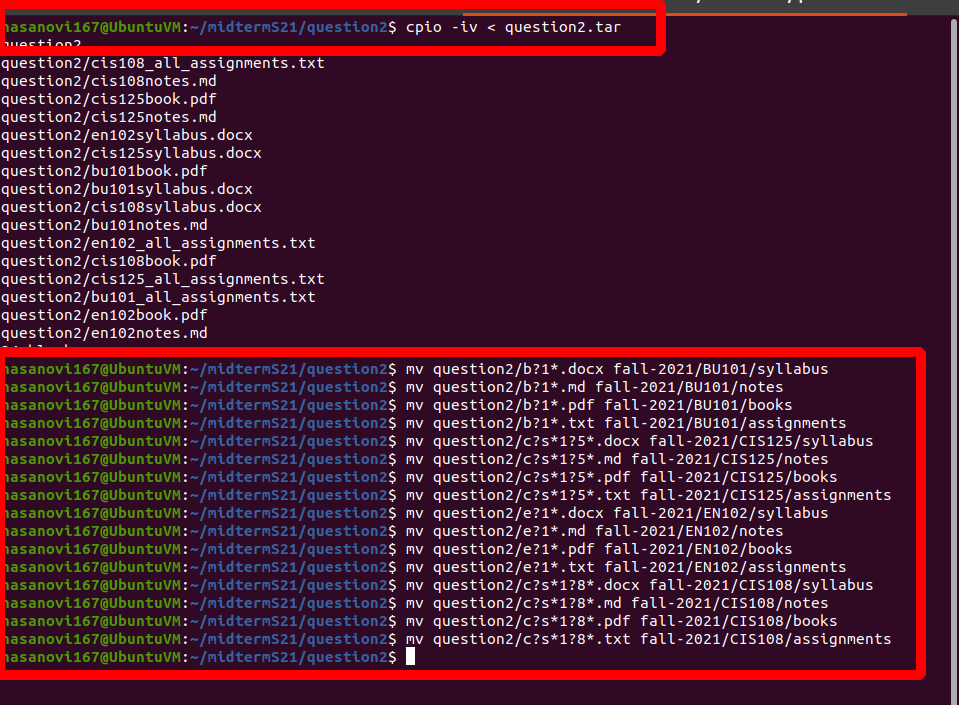 hasanovi167@UbuntuVM:~/midtermS21/question2$ cpio -iv < question2.tar
question2
question2/cis108_all_assignments.txt
question2/cis108notes.md
question2/cis125book.pdf
question2/cis125notes.md
question2/en102syllabus.docx
question2/cis125syllabus.docx
question2/bu101book.pdf
question2/bu101syllabus.docx
question2/cis108syllabus.docx
question2/bu101notes.md
question2/en102_all_assignments.txt
question2/cis108book.pdf
question2/cis125_all_assignments.txt
question2/bu101_all_assignments.txt
question2/en102book.pdf
question2/en102notes.md
hasanovi167@UbuntuVM:~/midtermS21/question2$ mv question2/b?1*.docx fall-2021/BU101/syllabus
hasanovi167@UbuntuVM:~/midtermS21/question2$ mv question2/b?1*.md fall-2021/BU101/notes
hasanovi167@UbuntuVM:~/midtermS21/question2$ mv question2/b?1*.pdf fall-2021/BU101/books
hasanovi167@UbuntuVM:~/midtermS21/question2$ mv question2/b?1*.txt fall-2021/BU101/assignments
hasanovi167@UbuntuVM:~/midtermS21/question2$ mv question2/c?s*1?5*.docx fall-2021/CIS125/syllabus
hasanovi167@UbuntuVM:~/midtermS21/question2$ mv question2/c?s*1?5*.md fall-2021/CIS125/notes
hasanovi167@UbuntuVM:~/midtermS21/question2$ mv question2/c?s*1?5*.pdf fall-2021/CIS125/books
hasanovi167@UbuntuVM:~/midtermS21/question2$ mv question2/c?s*1?5*.txt fall-2021/CIS125/assignments
hasanovi167@UbuntuVM:~/midtermS21/question2$ mv question2/e?1*.docx fall-2021/EN102/syllabus
hasanovi167@UbuntuVM:~/midtermS21/question2$ mv question2/e?1*.md fall-2021/EN102/notes
hasanovi167@UbuntuVM:~/midtermS21/question2$ mv question2/e?1*.pdf fall-2021/EN102/books
hasanovi167@UbuntuVM:~/midtermS21/question2$ mv question2/e?1*.txt fall-2021/EN102/assignments
hasanovi167@UbuntuVM:~/midtermS21/question2$ mv question2/c?s*1?8*.docx fall-2021/CIS108/syllabus
hasanovi167@UbuntuVM:~/midtermS21/question2$ mv question2/c?s*1?8*.md fall-2021/CIS108/notes
hasanovi167@UbuntuVM:~/midtermS21/question2$ mv question2/c?s*1?8*.pdf fall-2021/CIS108/books
hasanovi167@UbuntuVM:~/midtermS21/question2$ mv question2/c?s*1?8*.txt fall-2021/CIS108/assignments
hasanovi167@UbuntuVM:~/midtermS21/question2$